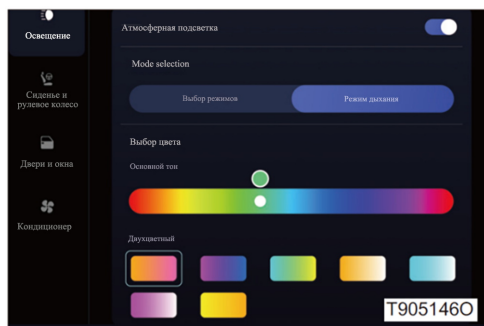 Освещение
Атмосферная подсветка
Mode selection
Сиденье и
рулевое колесо
Выбор режимов
Режим дыхания
Выбор цвета
Двери и окна
Основной тон
Кондиционер
Двухцветный
T905146O